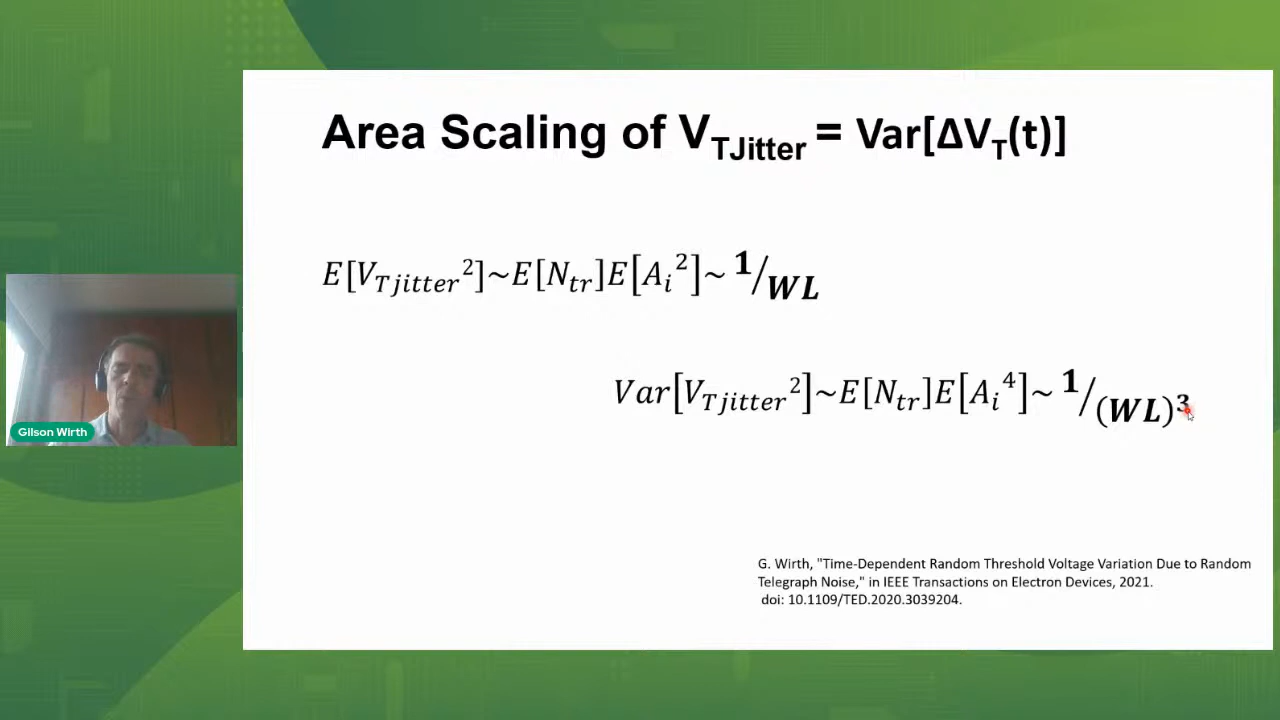 Area Scaling of V_TJitter = Var[ΔV_T(t)]
E[V_Tjitter²]~E[N_tr]E[A_i²]~ 1/WL
Var[V_Tjitter²]~E[N_tr]E[A_i⁴]~ 1/(WL)³
Gilson Wirth
G. Wirth, "Time-Dependent Random Threshold Voltage Variation Due to Random
Telegraph Noise," in IEEE Transactions on Electron Devices, 2021.
doi: 10.1109/TED.2020.3039204.